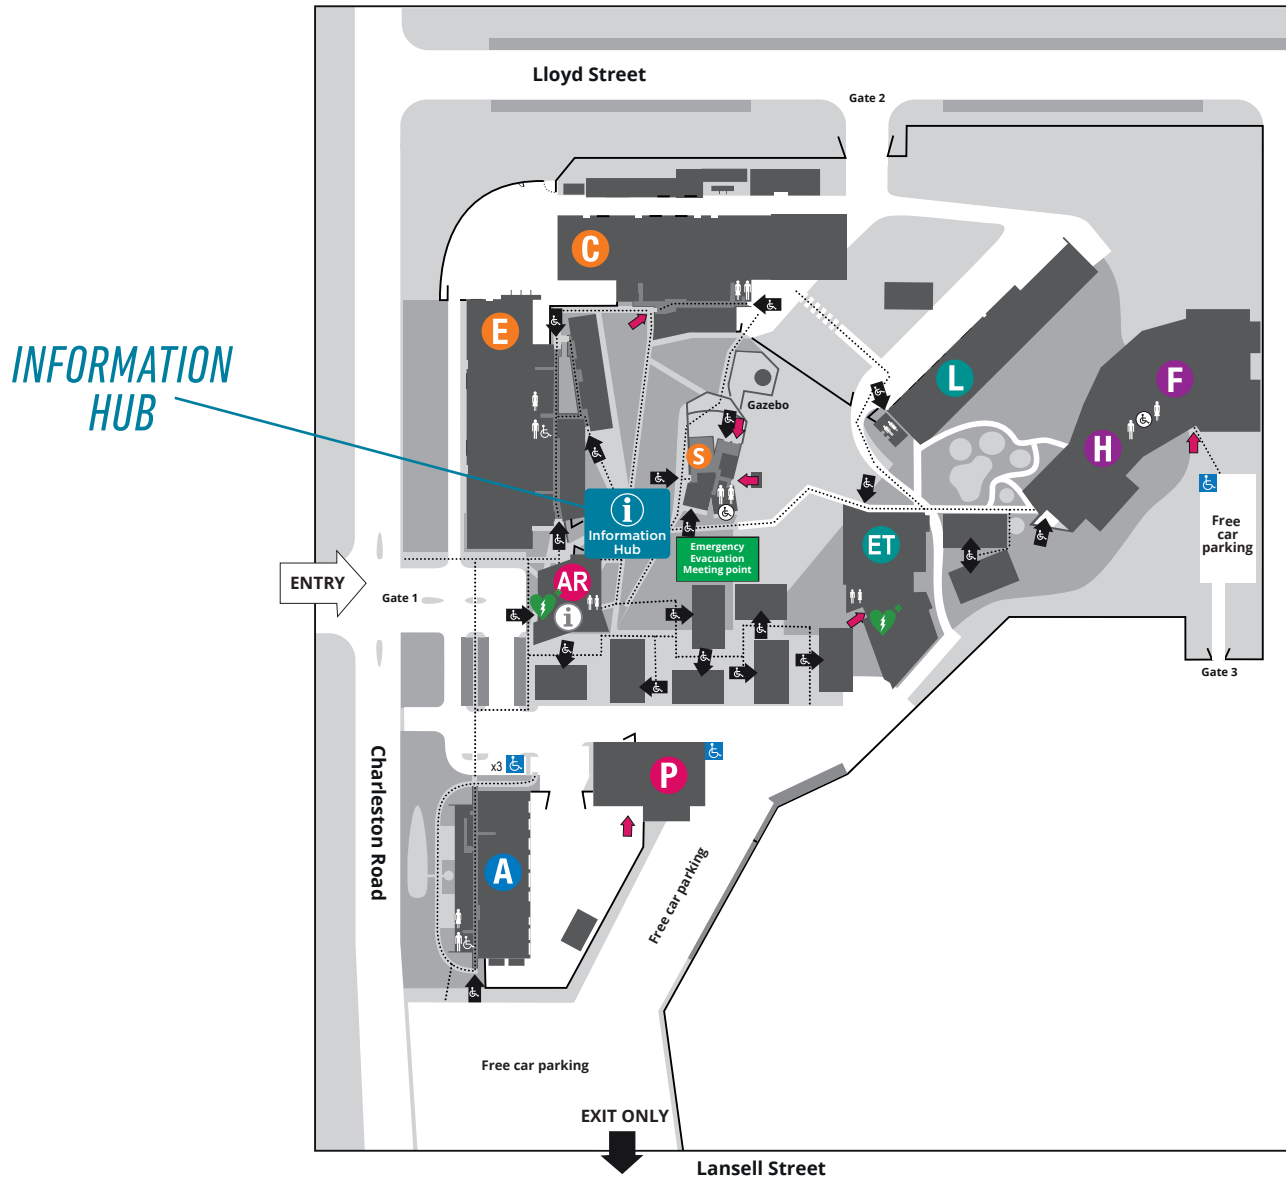 Lloyd Street
Gate 2
C
E
INFORMATION
HUB
L
F
Gazebo
S
H
i
Information
Hub
Emergency
Evacuation
Meeting point
ET
Free
car
parking
ENTRY
Gate 1
AR
i
Gate 3
x3
P
Charleston Road
A
Free car parking
Free car parking
EXIT ONLY
Lansell Street